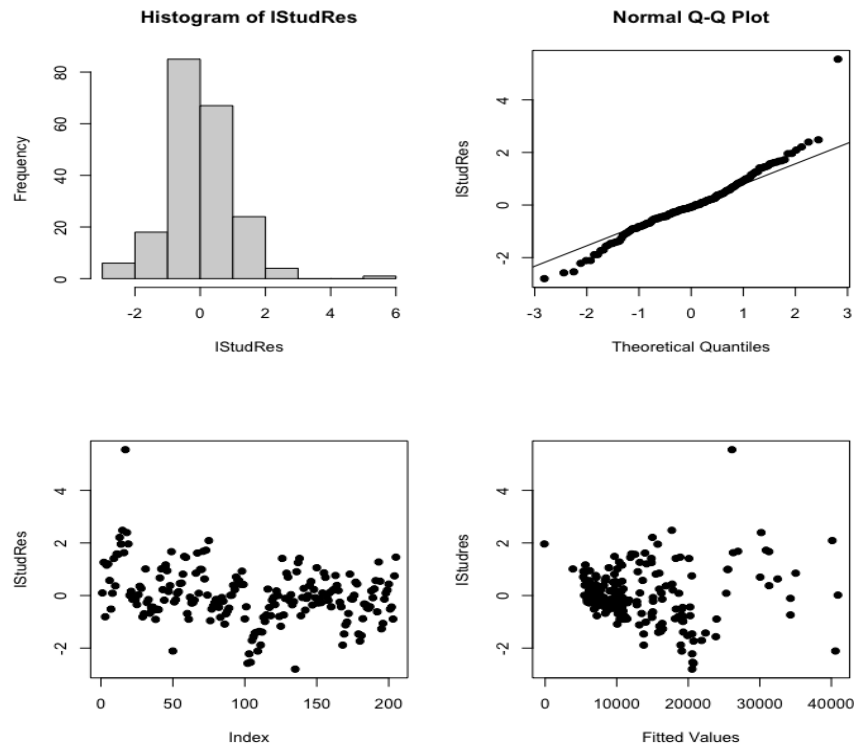 Histogram of lStudRes
Frequency
0 20 40 60 80
-2 0 2 4 6
lStudRes
Normal Q-Q Plot
lStudRes
-2 0 2 4
-3 -2 -1 0 1 2 3
Theoretical Quantiles
lStudRes
-2 0 2 4
0 50 100 150 200
Index
lStudres
-2 0 2 4
0 10000 20000 30000 40000
Fitted Values